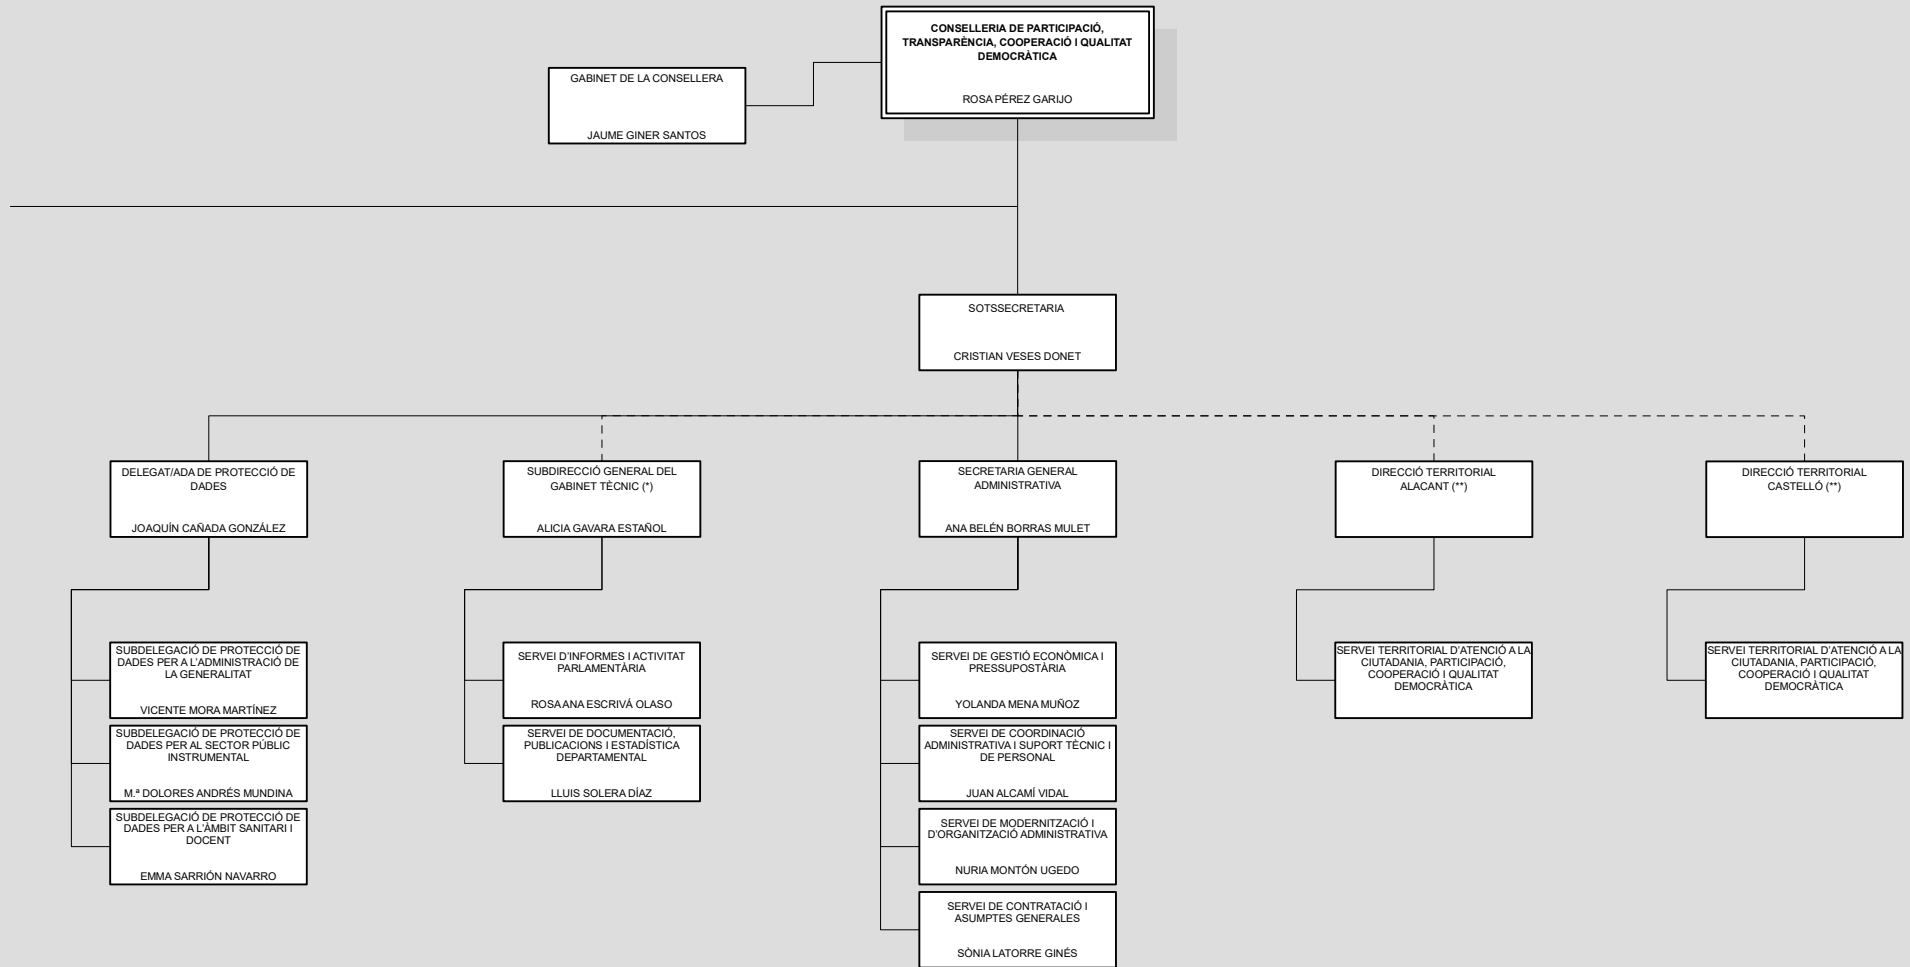 CONSELLERIA DE PARTICIPACIÓ,
TRANSPARÈNCIA, COOPERACIÓ I QUALITAT
DEMOCRÀTICA
ROSA PÉREZ GARIJO
GABINET DE LA CONSELLERA
JAUME GINER SANTOS
SOTSSECRETARIA
CRISTIAN VESES DONET
DELEGAT/ADA DE PROTECCIÓ DE
DADES
JOAQUÍN CAÑADA GONZÁLEZ
SUBDIRECCIÓ GENERAL DEL
GABINET TÈCNIC (*)
ALICIA GAVARA ESTAÑOL
SECRETARIA GENERAL
ADMINISTRATIVA
ANA BELÉN BORRAS MULET
DIRECCIÓ TERRITORIAL
ALACANT (**)
DIRECCIÓ TERRITORIAL
CASTELLÓ (**)
SUBDELEGACIÓ DE PROTECCIÓ DE
DADES PER A L'ADMINISTRACIÓ DE
LA GENERALITAT
VICENTE MORA MARTÍNEZ
SUBDELEGACIÓ DE PROTECCIÓ DE
DADES PER AL SECTOR PÚBLIC
INSTRUMENTAL
M.ª DOLORES ANDRÉS MUNDINA
SUBDELEGACIÓ DE PROTECCIÓ DE
DADES PER A L'ÀMBIT SANITARI I
DOCENT
EMMA SARRIÓN NAVARRO
SERVEI D'INFORMES I ACTIVITAT
PARLAMENTÀRIA
ROSA ANA ESCRIVÁ OLASO
SERVEI DE DOCUMENTACIÓ,
PUBLICACIONS I ESTADÍSTICA
DEPARTAMENTAL
LLUIS SOLERA DÍAZ
SERVEI DE GESTIÓ ECONÒMICA I
PRESSUPOSTÀRIA
YOLANDA MENA MUÑOZ
SERVEI DE COORDINACIÓ
ADMINISTRATIVA I SUPORT TÈCNIC I
DE PERSONAL
JUAN ALCAMÍ VIDAL
SERVEI DE MODERNITZACIÓ I
D'ORGANITZACIÓ ADMINISTRATIVA
NURIA MONTÓN UGEDO
SERVEI DE CONTRATACIÓ I
ASUMPTES GENERALES
SÒNIA LATORRE GINÉS
SERVEI TERRITORIAL D'ATENCIÓ A LA
CIUTADANIA, PARTICIPACIÓ,
COOPERACIÓ I QUALITAT
DEMOCRÀTICA
SERVEI TERRITORIAL D'ATENCIÓ A LA
CIUTADANIA, PARTICIPACIÓ,
COOPERACIÓ I QUALITAT
DEMOCRÀTICA